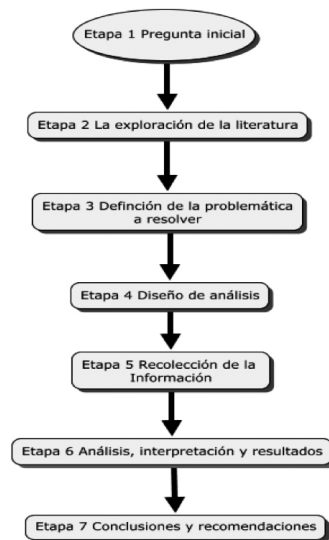 Etapa 1 Pregunta inicial
Etapa 2 La exploración de la literatura
Etapa 3 Definción de la problemática
a resolver
Etapa 4 Diseño de análisis
Etapa 5 Recolección de la
Información
Etapa 6 Análisis, interpretación y resultados
Etapa 7 Conclusiones y recomendaciones